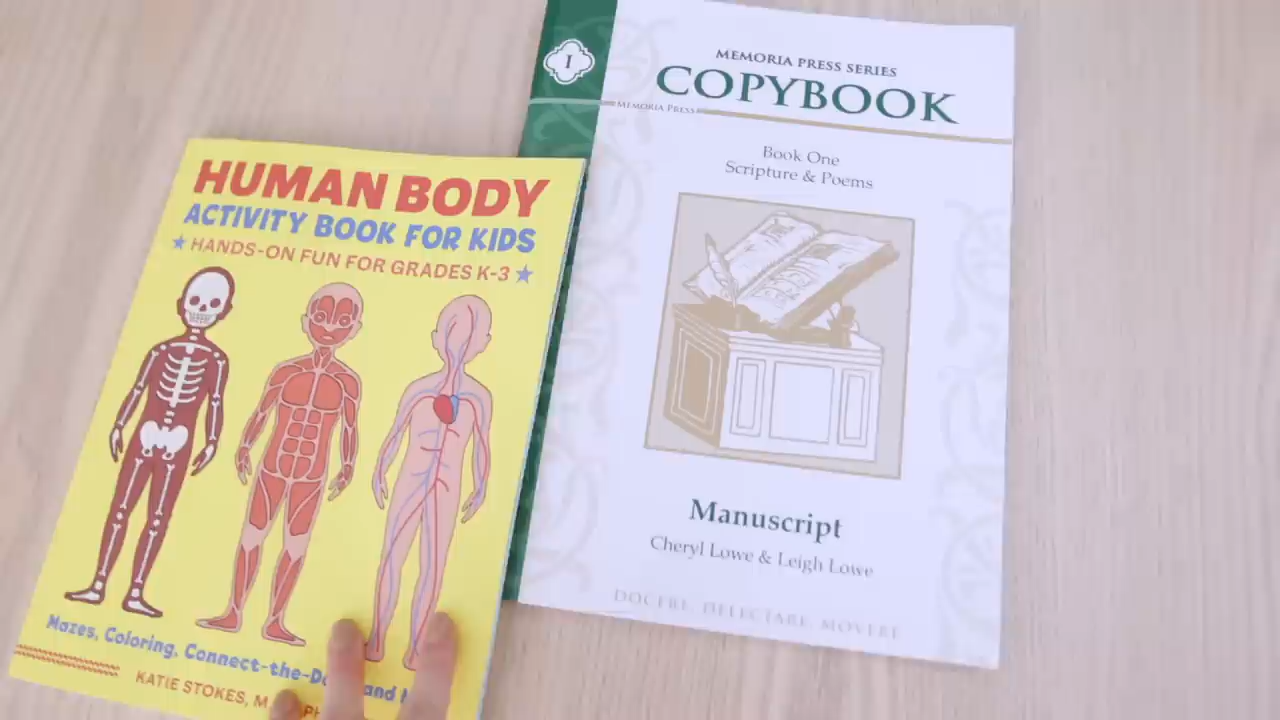 HUMAN BODY
ACTIVITY BOOK FOR KIDS
HANDS-ON FUN FOR GRADES K-3
Mazes, Coloring, Connect-the- and
KATIE STOKES,
I
MEMORIA PRESS SERIES
COPYBOOK
MEMORIA PRESS
Book One
Scripture & Poems
Manuscript
Cheryl Lowe & Leigh Lowe
DOCERE, DELECTARE, MOVERE